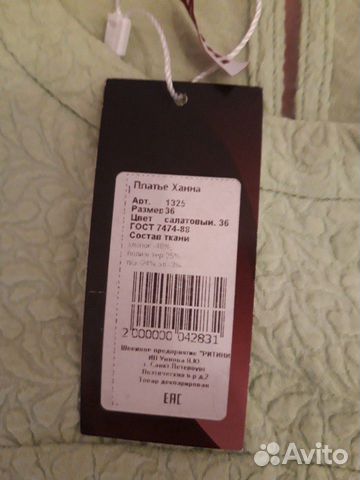 Платье Ханна
Арт. 1325
Размер 36
Цвет салатовый. 36
ГОСТ 7474-88
Состав ткани
2 000000 042831
Швейное предприятие
ИП
г. Санкт-Петербург
Товар декларирован
EAC
Avito